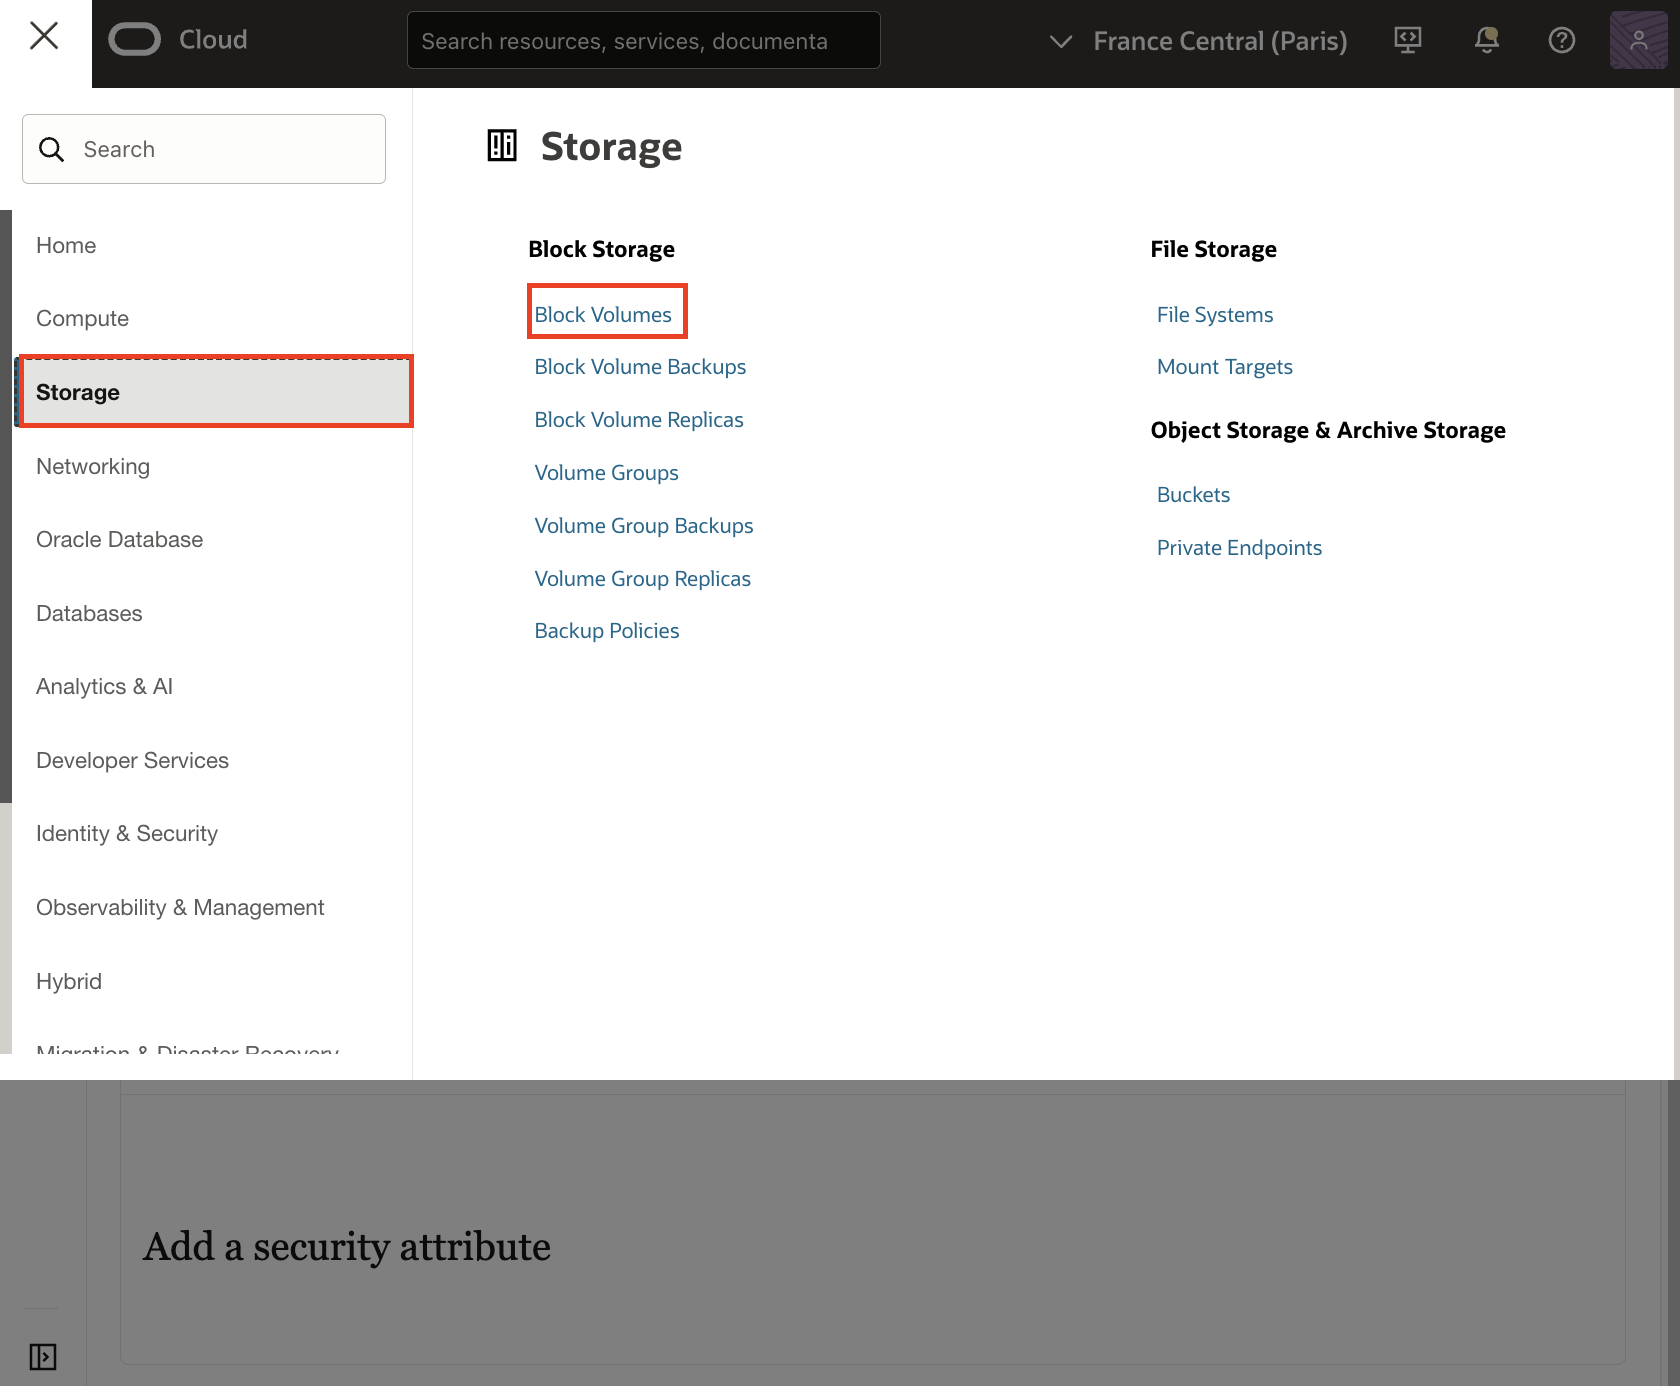 Cloud
Search resources, services, documenta
France Central (Paris)
Search
Home
Compute
Storage
Networking
Oracle Database
Databases
Analytics & AI
Developer Services
Identity & Security
Observability & Management
Hybrid
Migration & Disaster Recovery
Storage
Block Storage
Block Volumes
Block Volume Backups
Block Volume Replicas
Volume Groups
Volume Group Backups
Volume Group Replicas
Backup Policies
File Storage
File Systems
Mount Targets
Object Storage & Archive Storage
Buckets
Private Endpoints
Add a security attribute